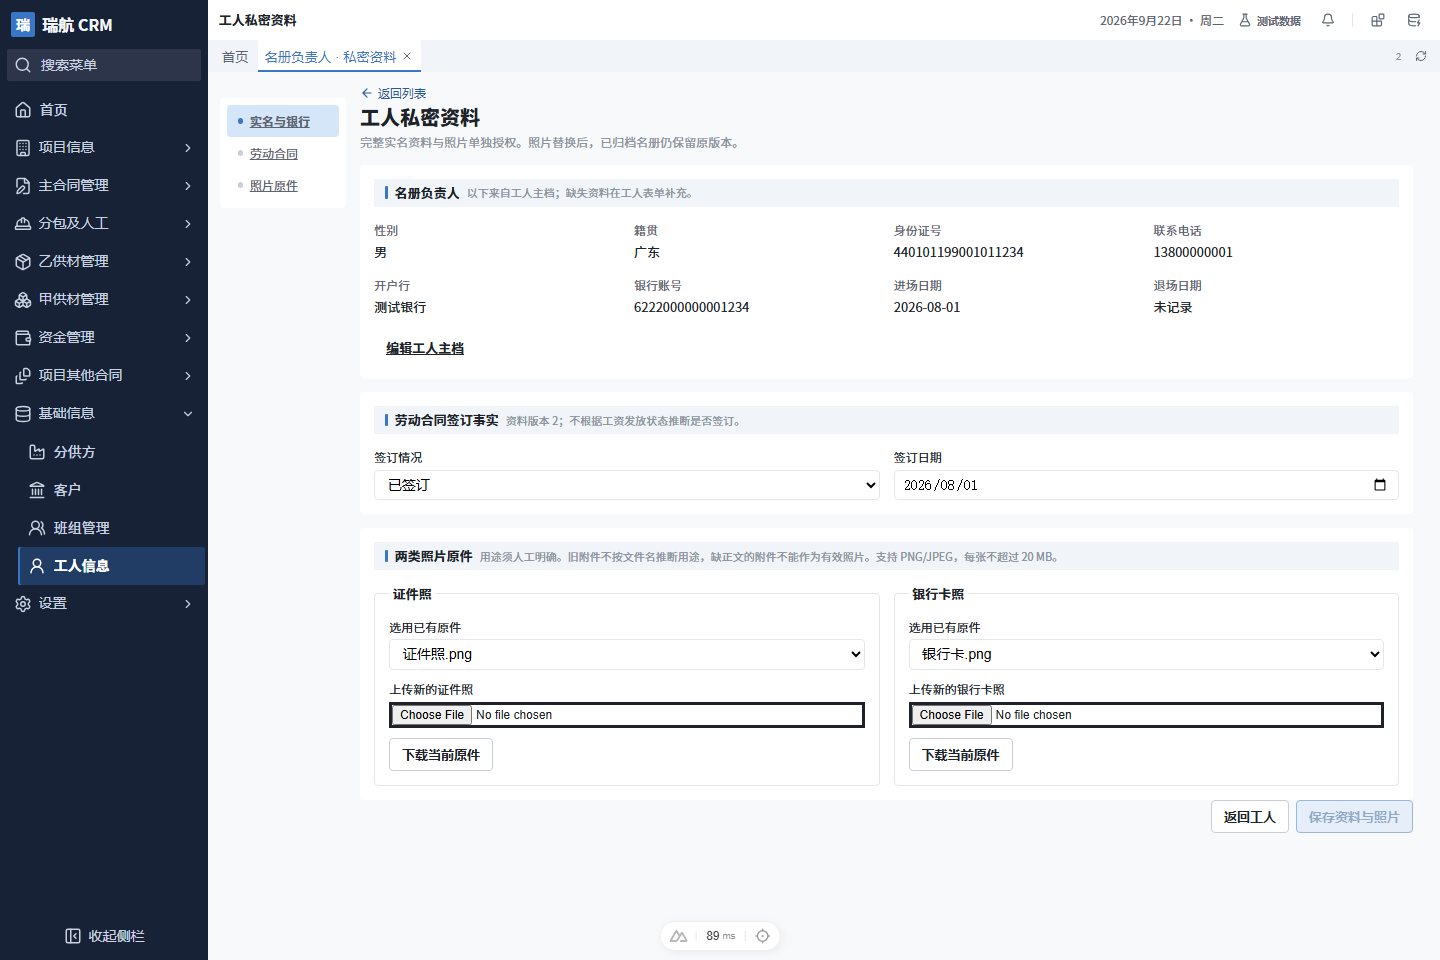 瑞 瑞航 CRM
搜索菜单
首页
项目信息
主合同管理
分包及人工
乙供材管理
甲供材管理
资金管理
项目其他合同
基础信息
分供方
客户
班组管理
工人信息
设置
收起侧栏
工人私密资料
2026年9月22日 · 周二 测试数据
首页 名册负责人 · 私密资料 ×
2
实名与银行
劳动合同
照片原件
返回列表
工人私密资料
完整实名资料与照片单独授权。照片替换后，已归档名册仍保留原版本。
名册负责人 以下来自工人主档；缺失资料在工人表单补充。
性别 籍贯 身份证号 联系电话
男 广东 440101199001011234 13800000001
开户行 银行账号 进场日期 退场日期
测试银行 6222000000001234 2026-08-01 未记录
编辑工人主档
劳动合同签订事实 资料版本 2；不根据工资发放状态推断是否签订。
签订情况 签订日期
已签订 2026/08/01
两类照片原件 用途须人工明确。旧附件不按文件名推断用途，缺正文的附件不能作为有效照片。支持 PNG/JPEG，每张不超过 20 MB。
证件照 银行卡照
选用已有原件 选用已有原件
证件照.png 银行卡.png
上传新的证件照 上传新的银行卡照
Choose File No file chosen Choose File No file chosen
下载当前原件 下载当前原件
返回工人 保存资料与照片
89 ms